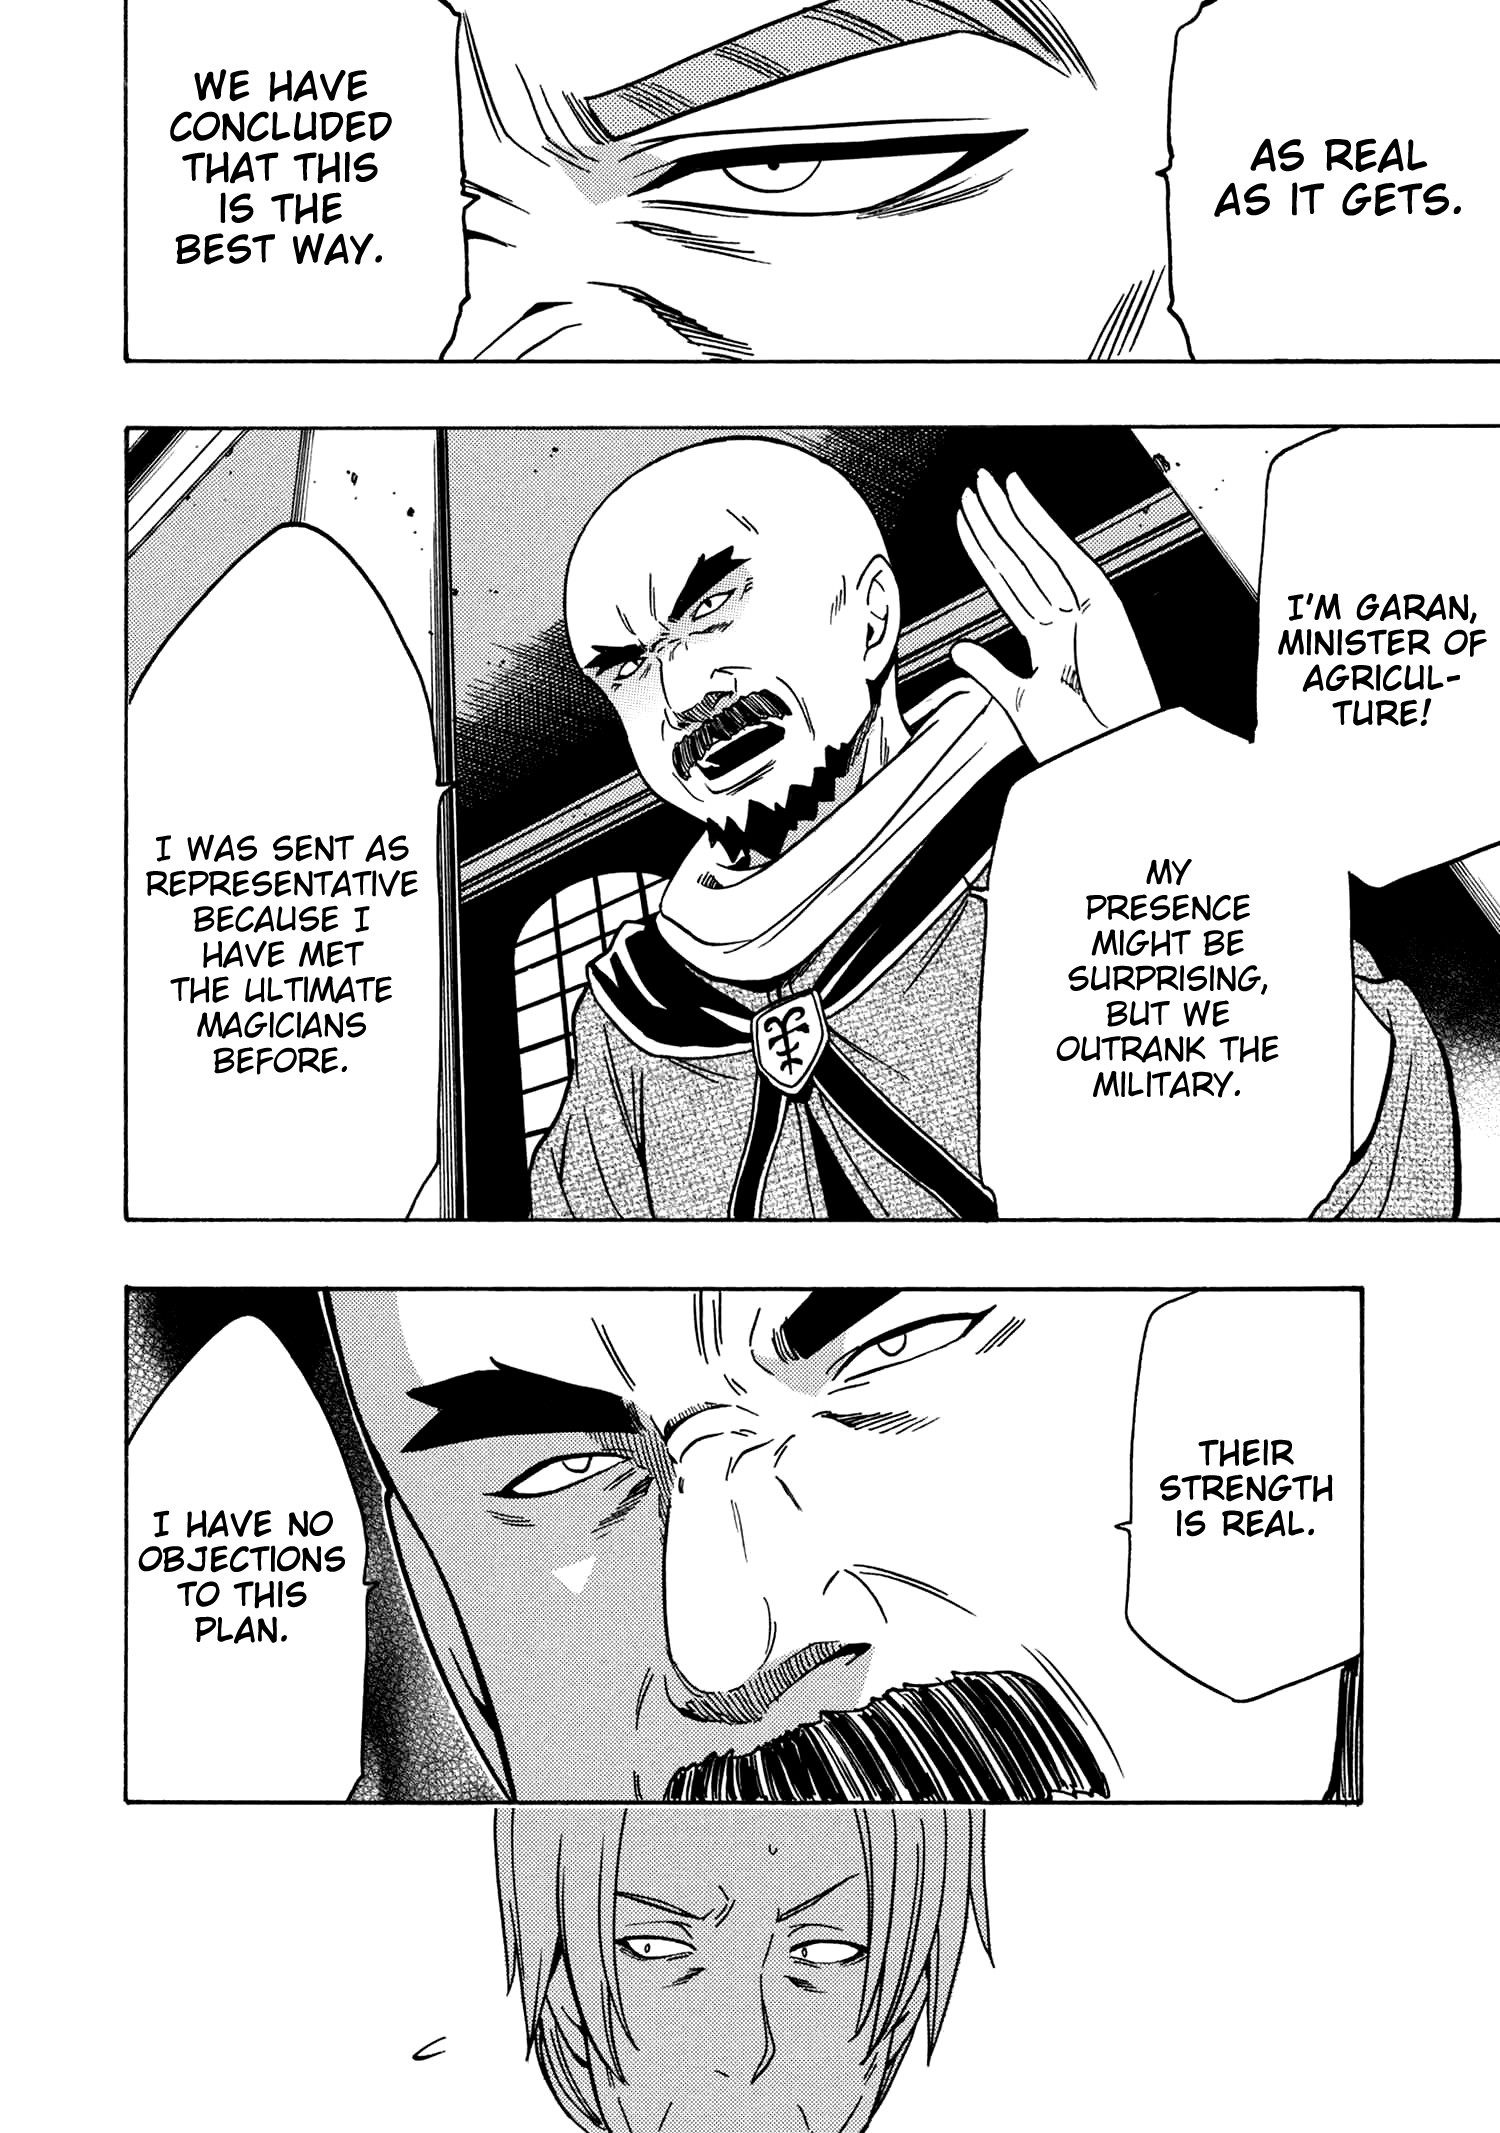 AS REAL
AS IT GETS.
WE HAVE
CONCLUDED
THAT THIS
IS THE
BEST WAY.
I'M GARAN,
MINISTER OF
AGRICUL-
TURE!
MY
PRESENCE
MIGHT BE
SURPRISING,
BUT WE
OUTRANK THE
MILITARY.
I WAS SENT AS
REPRESENTATIVE
BECAUSE I
HAVE MET
THE ULTIMATE
MAGICIANS
BEFORE.
THEIR
STRENGTH
IS REAL.
I HAVE NO
OBJECTIONS
TO THIS
PLAN.